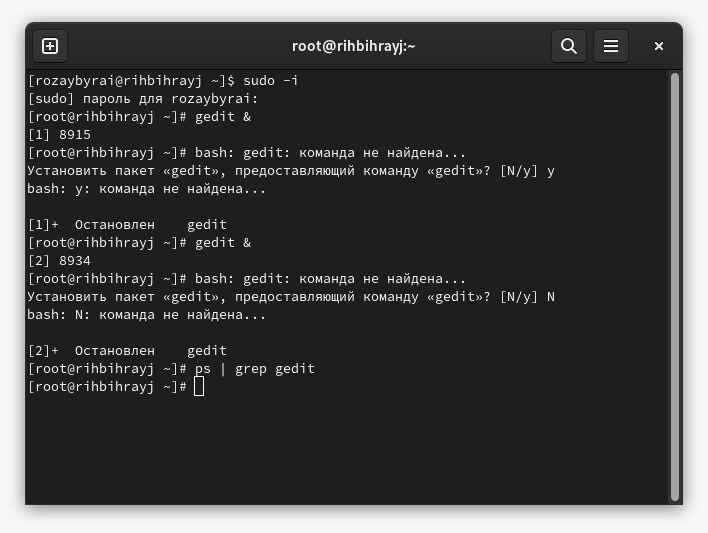 root@rihbihrayj:~
[rozaybyrai@rihbihrayj ~]$ sudo -i
[sudo] пароль для rozaybyrai:
[root@rihbihrayj ~]# gedit &
[1] 8915
[root@rihbihrayj ~]# bash: gedit: команда не найдена...
Установить пакет «gedit», предоставляющий команду «gedit»? [N/y] y
bash: y: команда не найдена...
[1]+  Остановлен    gedit
[root@rihbihrayj ~]# gedit &
[2] 8934
[root@rihbihrayj ~]# bash: gedit: команда не найдена...
Установить пакет «gedit», предоставляющий команду «gedit»? [N/y] N
bash: N: команда не найдена...
[2]+  Остановлен    gedit
[root@rihbihrayj ~]# ps | grep gedit
[root@rihbihrayj ~]#